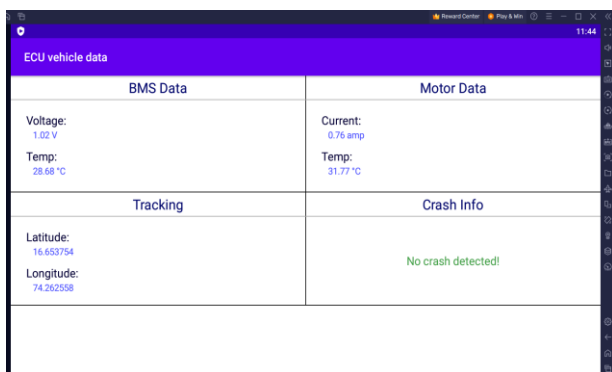 Reward Center Play & Win
11:44
ECU vehicle data
BMS Data
Voltage:
1.02 V
Temp:
28.68 °C
Motor Data
Current:
0.76 amp
Temp:
31.77 °C
Tracking
Latitude:
16.653754
Longitude:
74.262558
Crash Info
No crash detected!